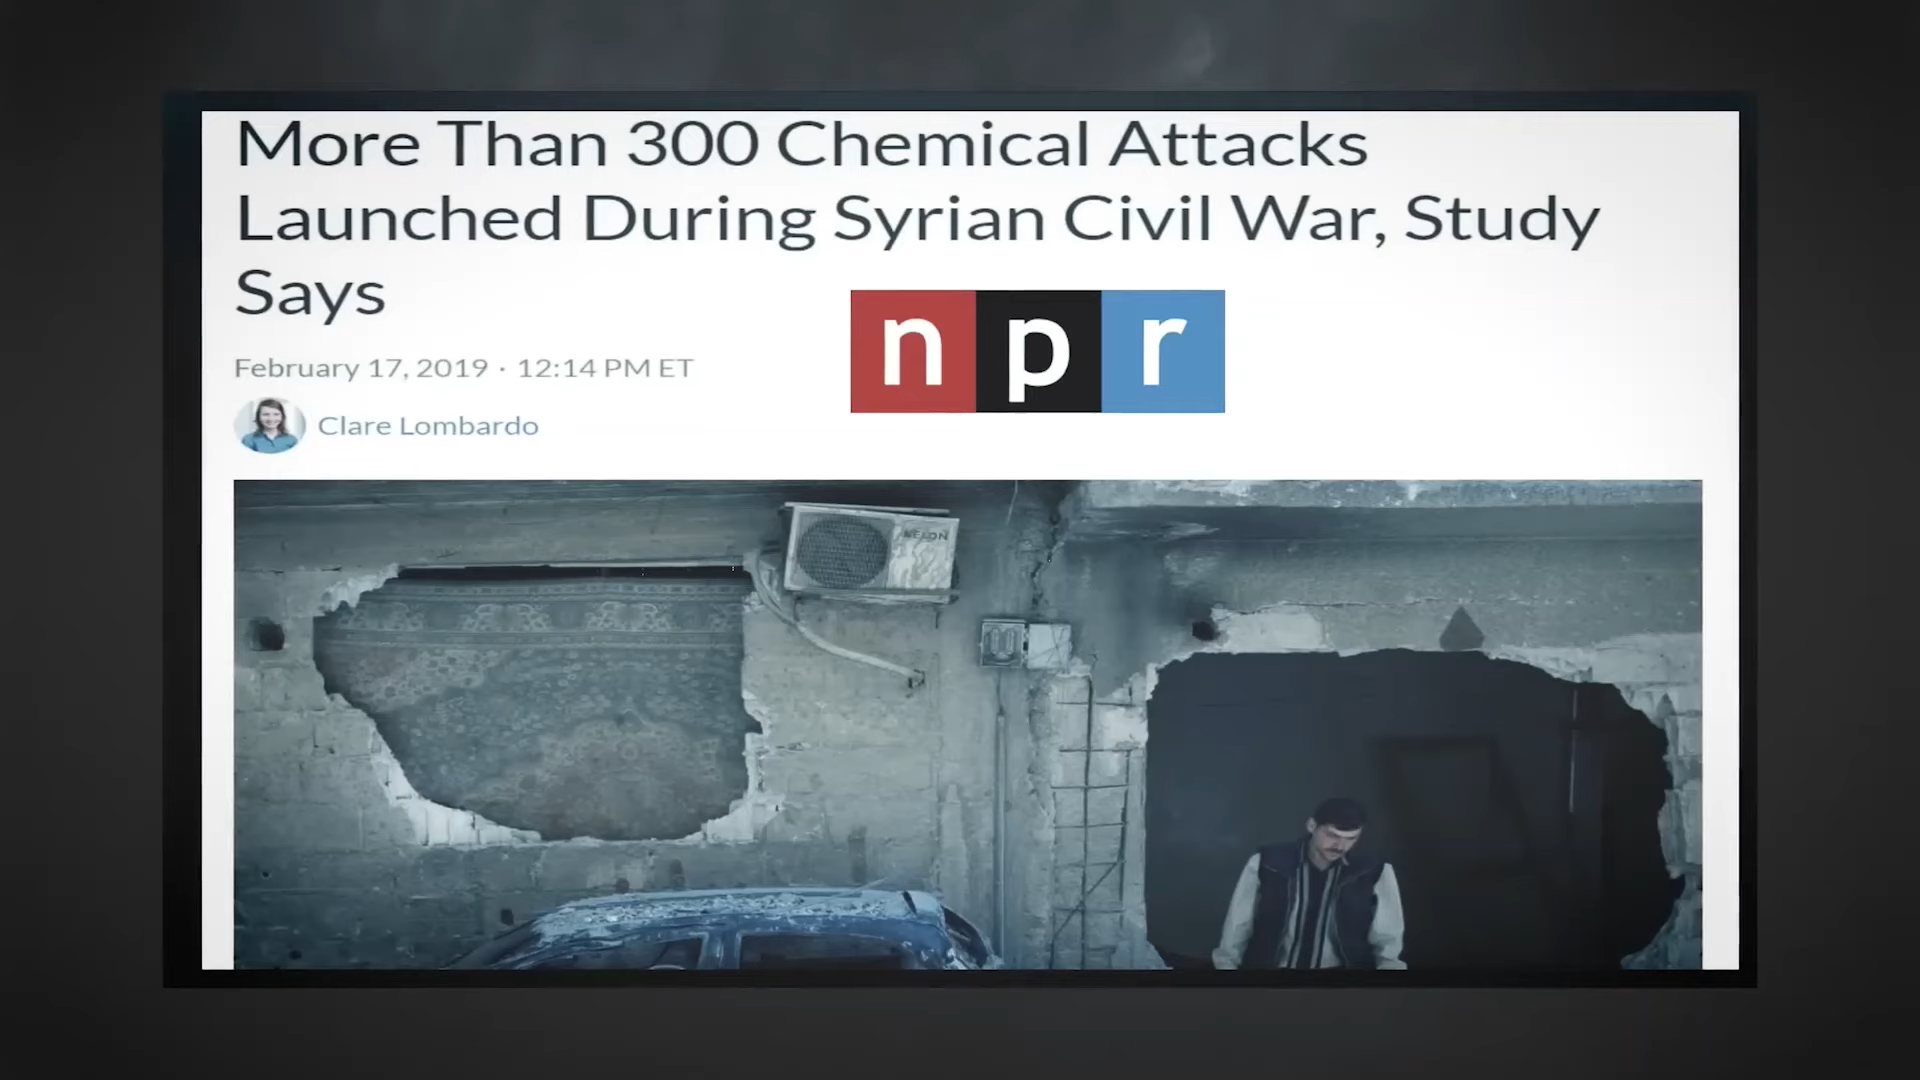 More Than 300 Chemical Attacks
Launched During Syrian Civil War, Study
Says
npr
February 17, 2019 · 12:14 PM ET
Clare Lombardo